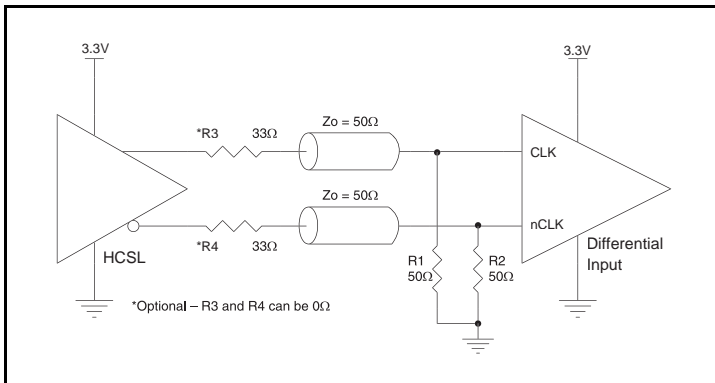 3.3V
3.3V
*R3
33Ω
Zo = 50Ω
CLK
Zo = 50Ω
nCLK
HCSL
*R4
33Ω
R1
50Ω
R2
50Ω
Differential
Input
*Optional – R3 and R4 can be 0Ω